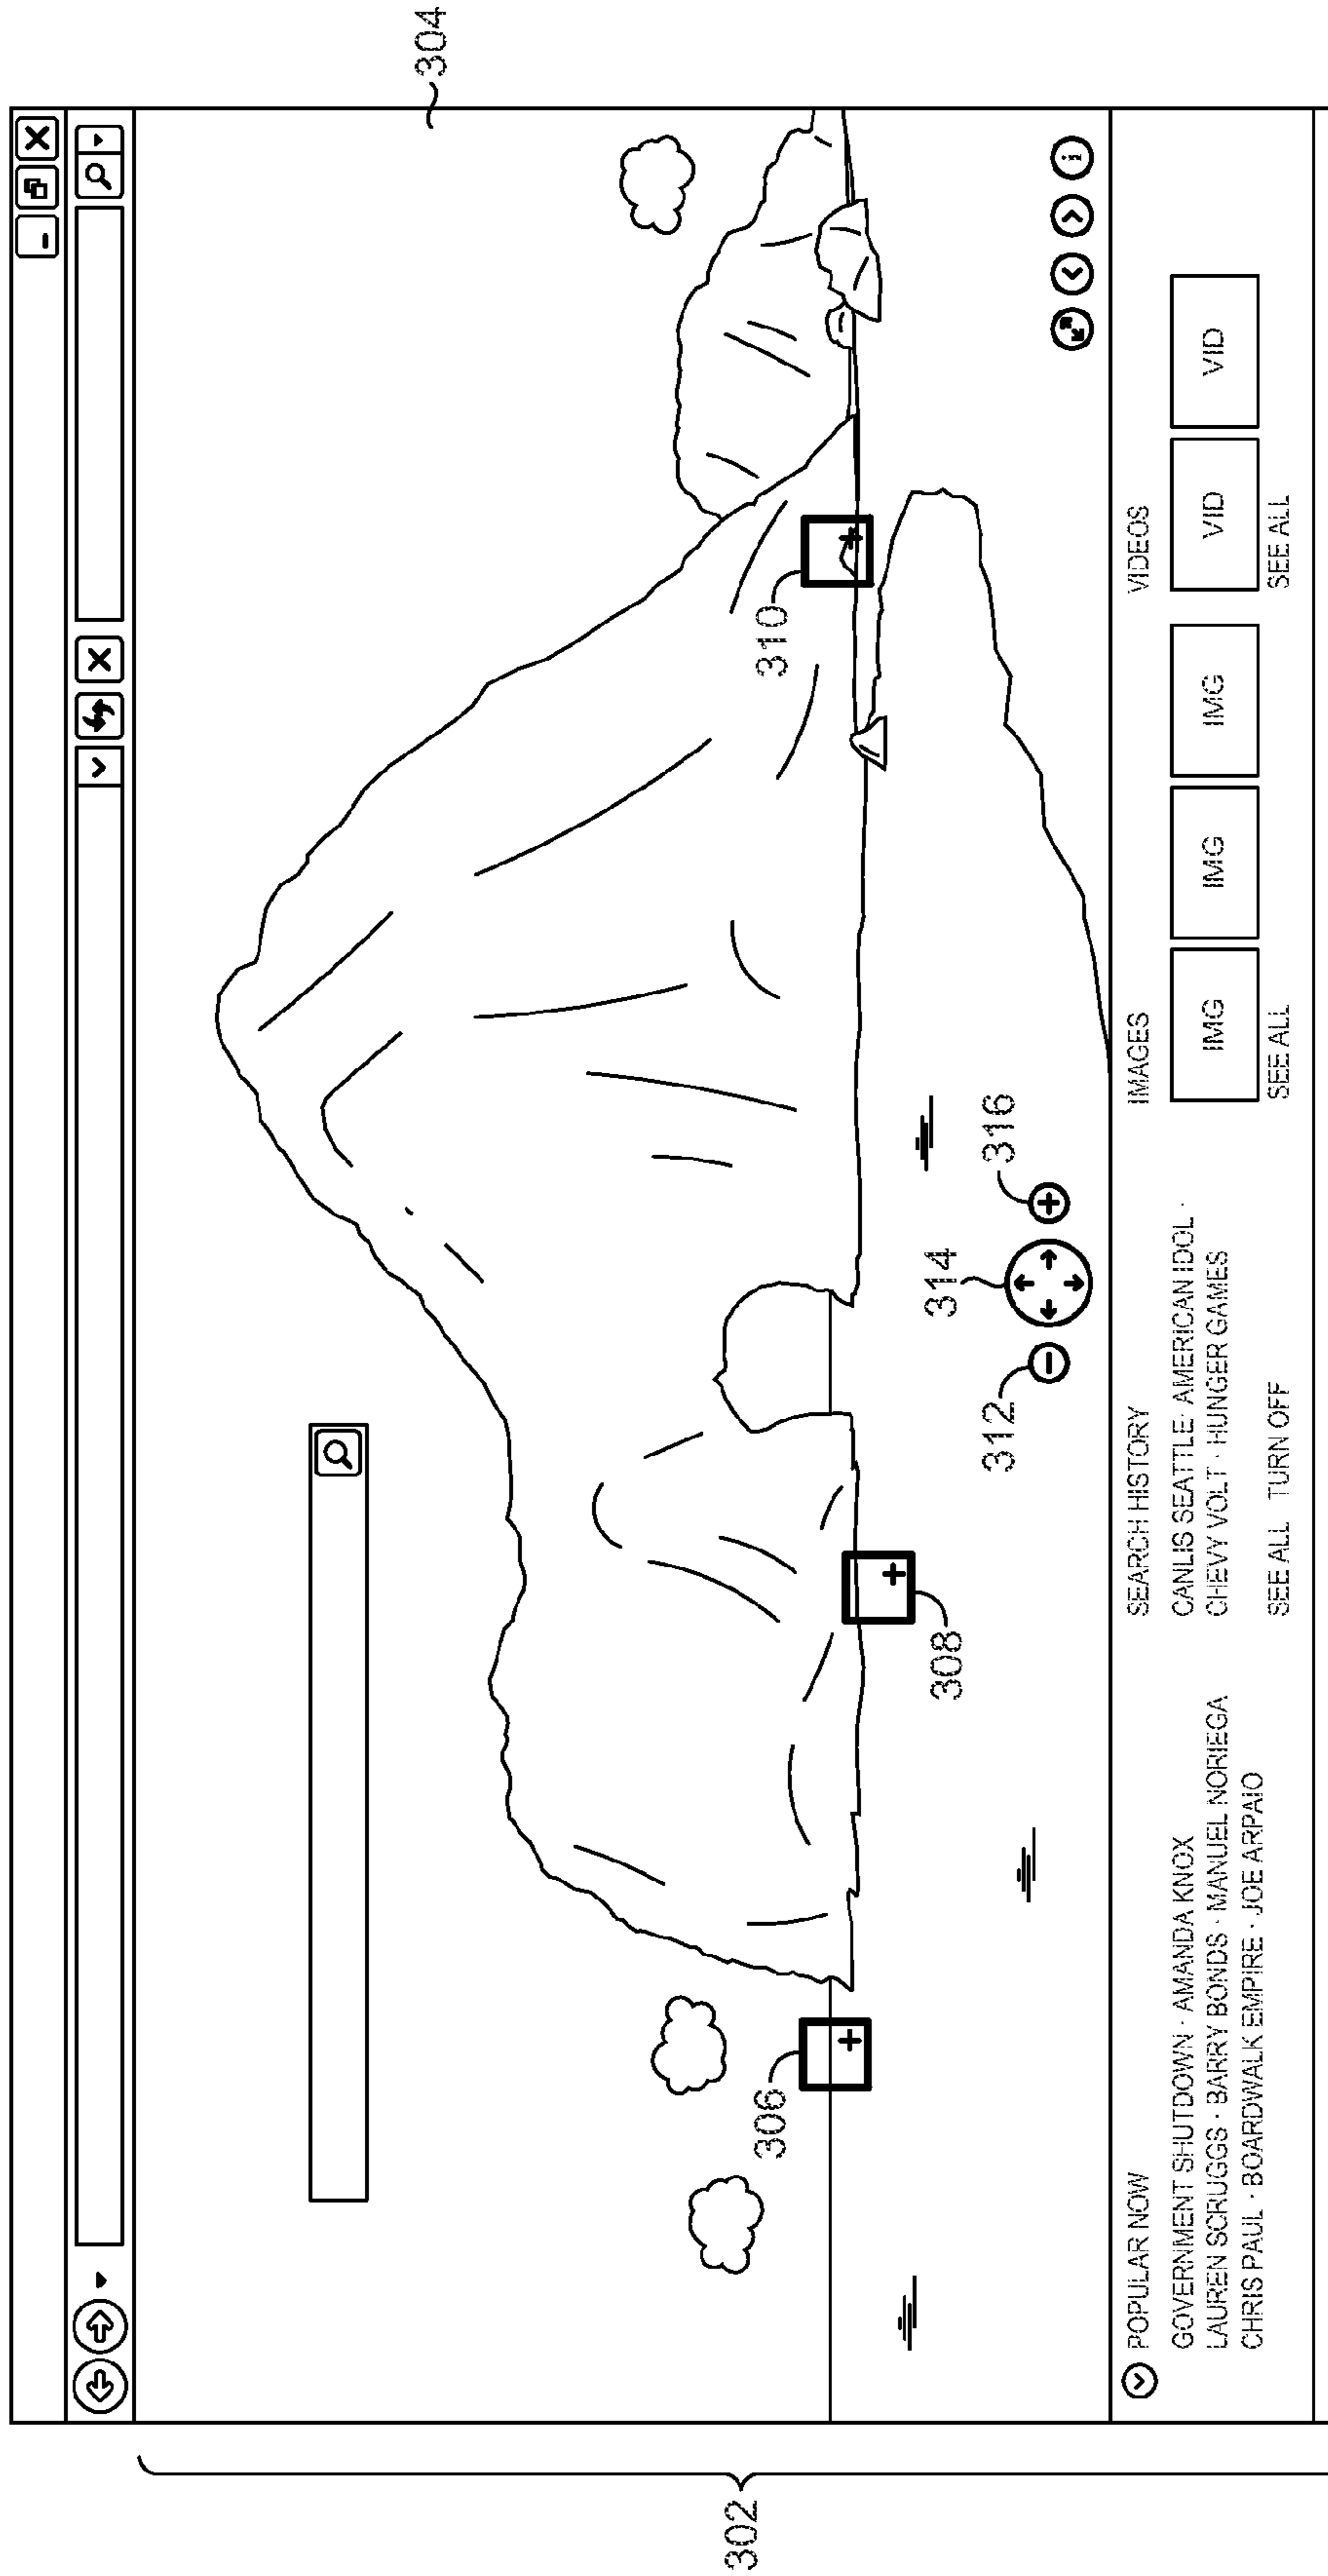 304
310
306
308
312
314
316
302
POPULAR NOW
GOVERNMENT SHUTDOWN · AMANDA KNOX
LAUREN SCRUGGS · BARRY BONDS · MANUEL NORIEGA
CHRIS PAUL · BOARDWALK EMPIRE · JOE ARPAIO
SEARCH HISTORY
CANLIS SEATTLE· AMERICAN IDOL ·
CHEVY VOLT · HUNGER GAMES
SEE ALL TURN OFF
IMAGES
IMG IMG IMG
SEE ALL
VIDEOS
VID VID
SEE ALL